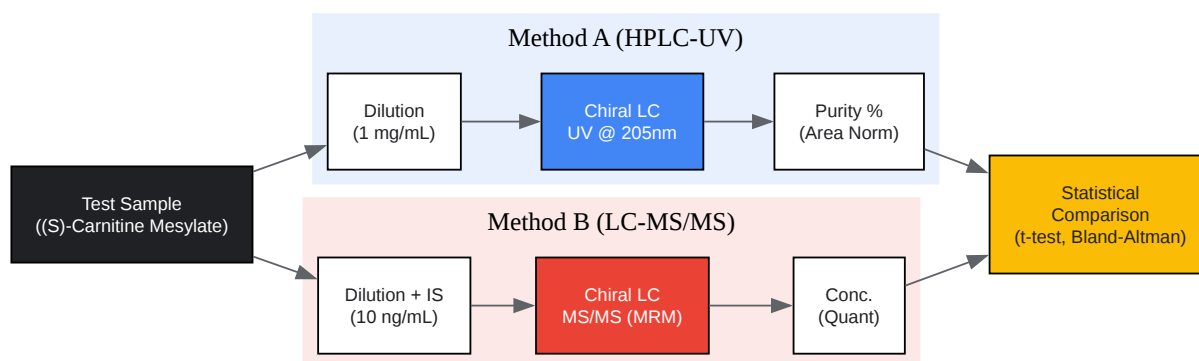 Method A (HPLC-UV)
Dilution
(1 mg/mL)
Chiral LC
UV @ 205nm
Purity %
(Area Norm)
Test Sample
((S)-Carnitine Mesylate)
Statistical
Comparison
(t-test, Bland-Altman)
Method B (LC-MS/MS)
Dilution + IS
(10 ng/mL)
Chiral LC
MS/MS (MRM)
Conc.
(Quant)